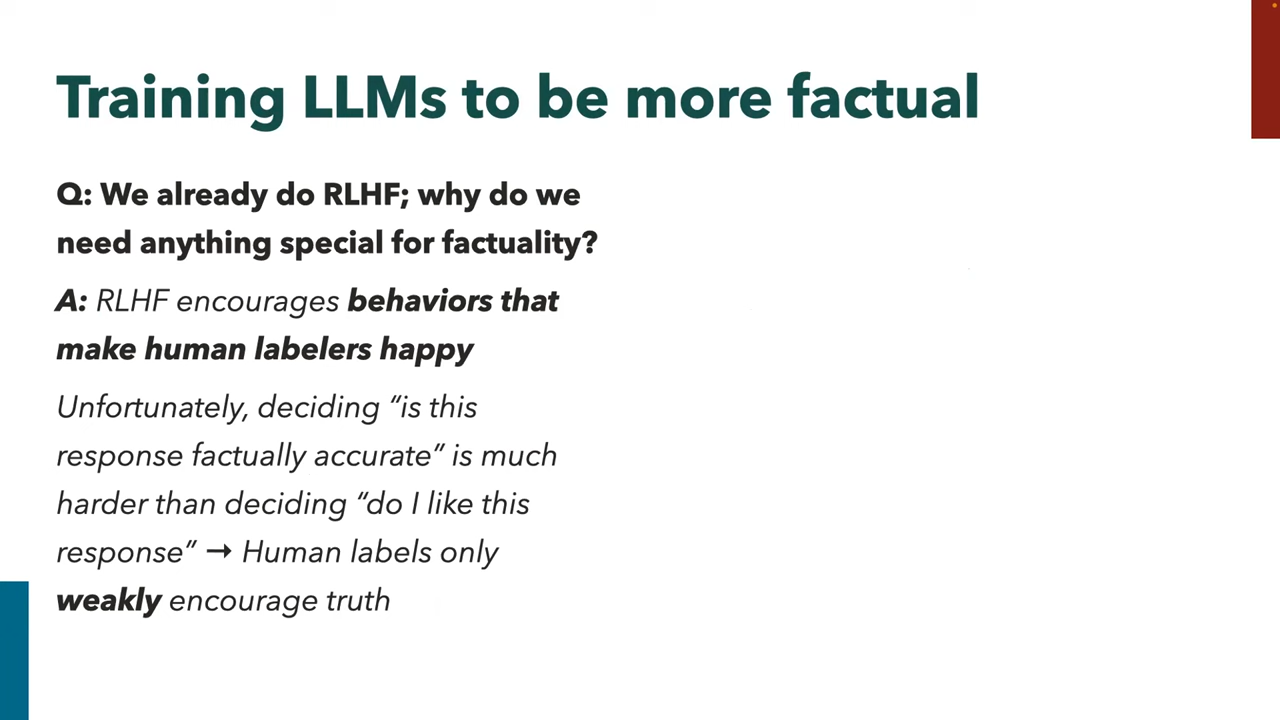 Training LLMs to be more factual
Q: We already do RLHF; why do we
need anything special for factuality?
A: RLHF encourages behaviors that
make human labelers happy
Unfortunately, deciding “is this
response factually accurate” is much
harder than deciding “do I like this
response” → Human labels only
weakly encourage truth